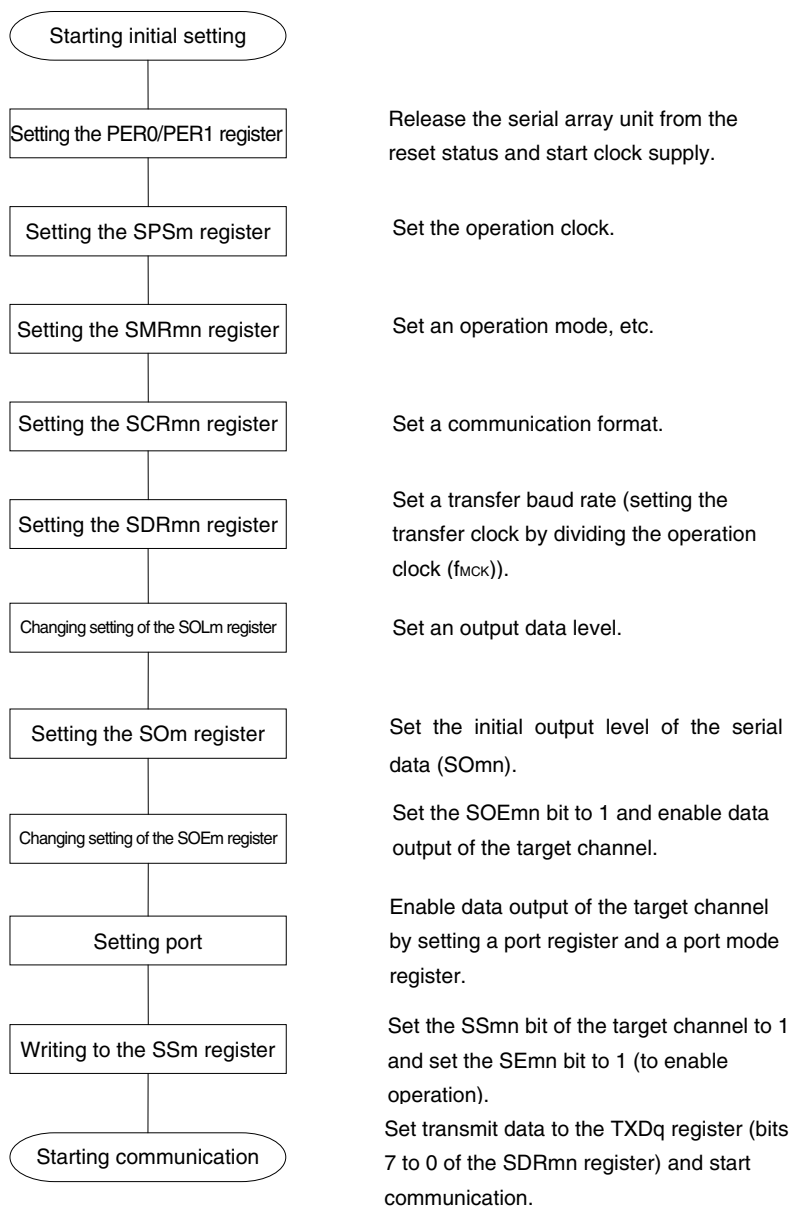 Starting initial setting
Setting the PER0/PER1 register
Release the serial array unit from the
reset status and start clock supply.
Setting the SPSm register
Set the operation clock.
Setting the SMRmn register
Set an operation mode, etc.
Setting the SCRmn register
Set a communication format.
Setting the SDRmn register
Set a transfer baud rate (setting the
transfer clock by dividing the operation
clock (fMCK)).
Changing setting of the SOLm register
Set an output data level.
Setting the SOm register
Set the initial output level of the serial
data (SOmn).
Changing setting of the SOEm register
Set the SOEmn bit to 1 and enable data
output of the target channel.
Setting port
Enable data output of the target channel
by setting a port register and a port mode
register.
Writing to the SSm register
Set the SSmn bit of the target channel to 1
and set the SEmn bit to 1 (to enable
operation).
Starting communication
Set transmit data to the TXDq register (bits
7 to 0 of the SDRmn register) and start
communication.